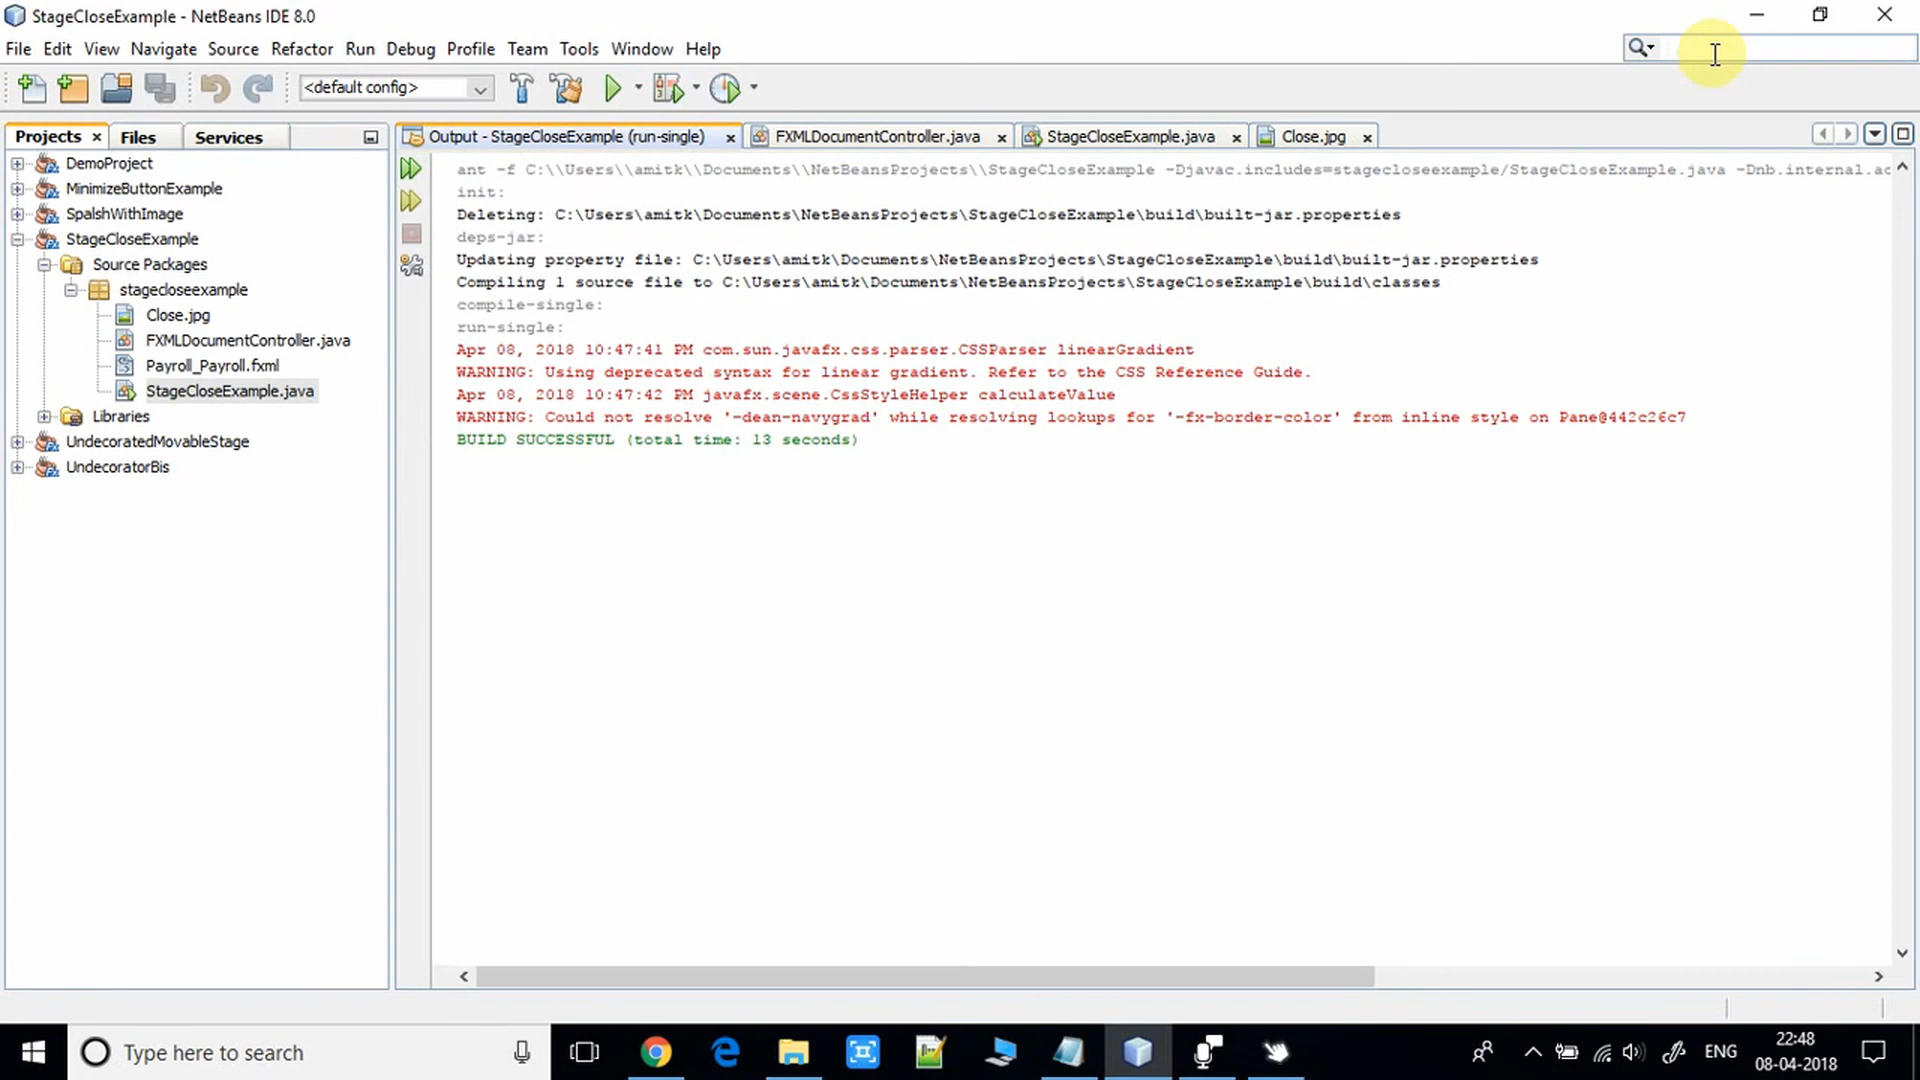 StageCloseExample - NetBeans IDE 8.0
File Edit View Navigate Source Refactor Run Debug Profile Team Tools Window Help
<default config>
Projects Files Services
Output - StageCloseExample (run-single) FXMLDocumentController.java StageCloseExample.java Close.jpg
DemoProject
MinimizeButtonExample
SpalshWithImage
StageCloseExample
Source Packages
stagecloseexample
Close.jpg
FXMLDocumentController.java
Payroll_Payroll.fxml
StageCloseExample.java
Libraries
UndecoratedMovableStage
UndecoratorBis
ant -f C:\\Users\\amitk\\Documents\\NetBeansProjects\\StageCloseExample -Djavac.includes=stagecloseexample/StageCloseExample.java -Dnb.internal.ac
init:
Deleting: C:\Users\amitk\Documents\NetBeansProjects\StageCloseExample\build\built-jar.properties
deps-jar:
Updating property file: C:\Users\amitk\Documents\NetBeansProjects\StageCloseExample\build\built-jar.properties
Compiling 1 source file to C:\Users\amitk\Documents\NetBeansProjects\StageCloseExample\build\classes
compile-single:
run-single:
Apr 08, 2018 10:47:41 PM com.sun.javafx.css.parser.CSSParser linearGradient
WARNING: Using deprecated syntax for linear gradient. Refer to the CSS Reference Guide.
Apr 08, 2018 10:47:42 PM javafx.scene.CssStyleHelper calculateValue
WARNING: Could not resolve '-dean-navygrad' while resolving lookups for '-fx-border-color' from inline style on Pane@442c26c7
BUILD SUCCESSFUL (total time: 13 seconds)
Type here to search
ENG
22:48
08-04-2018